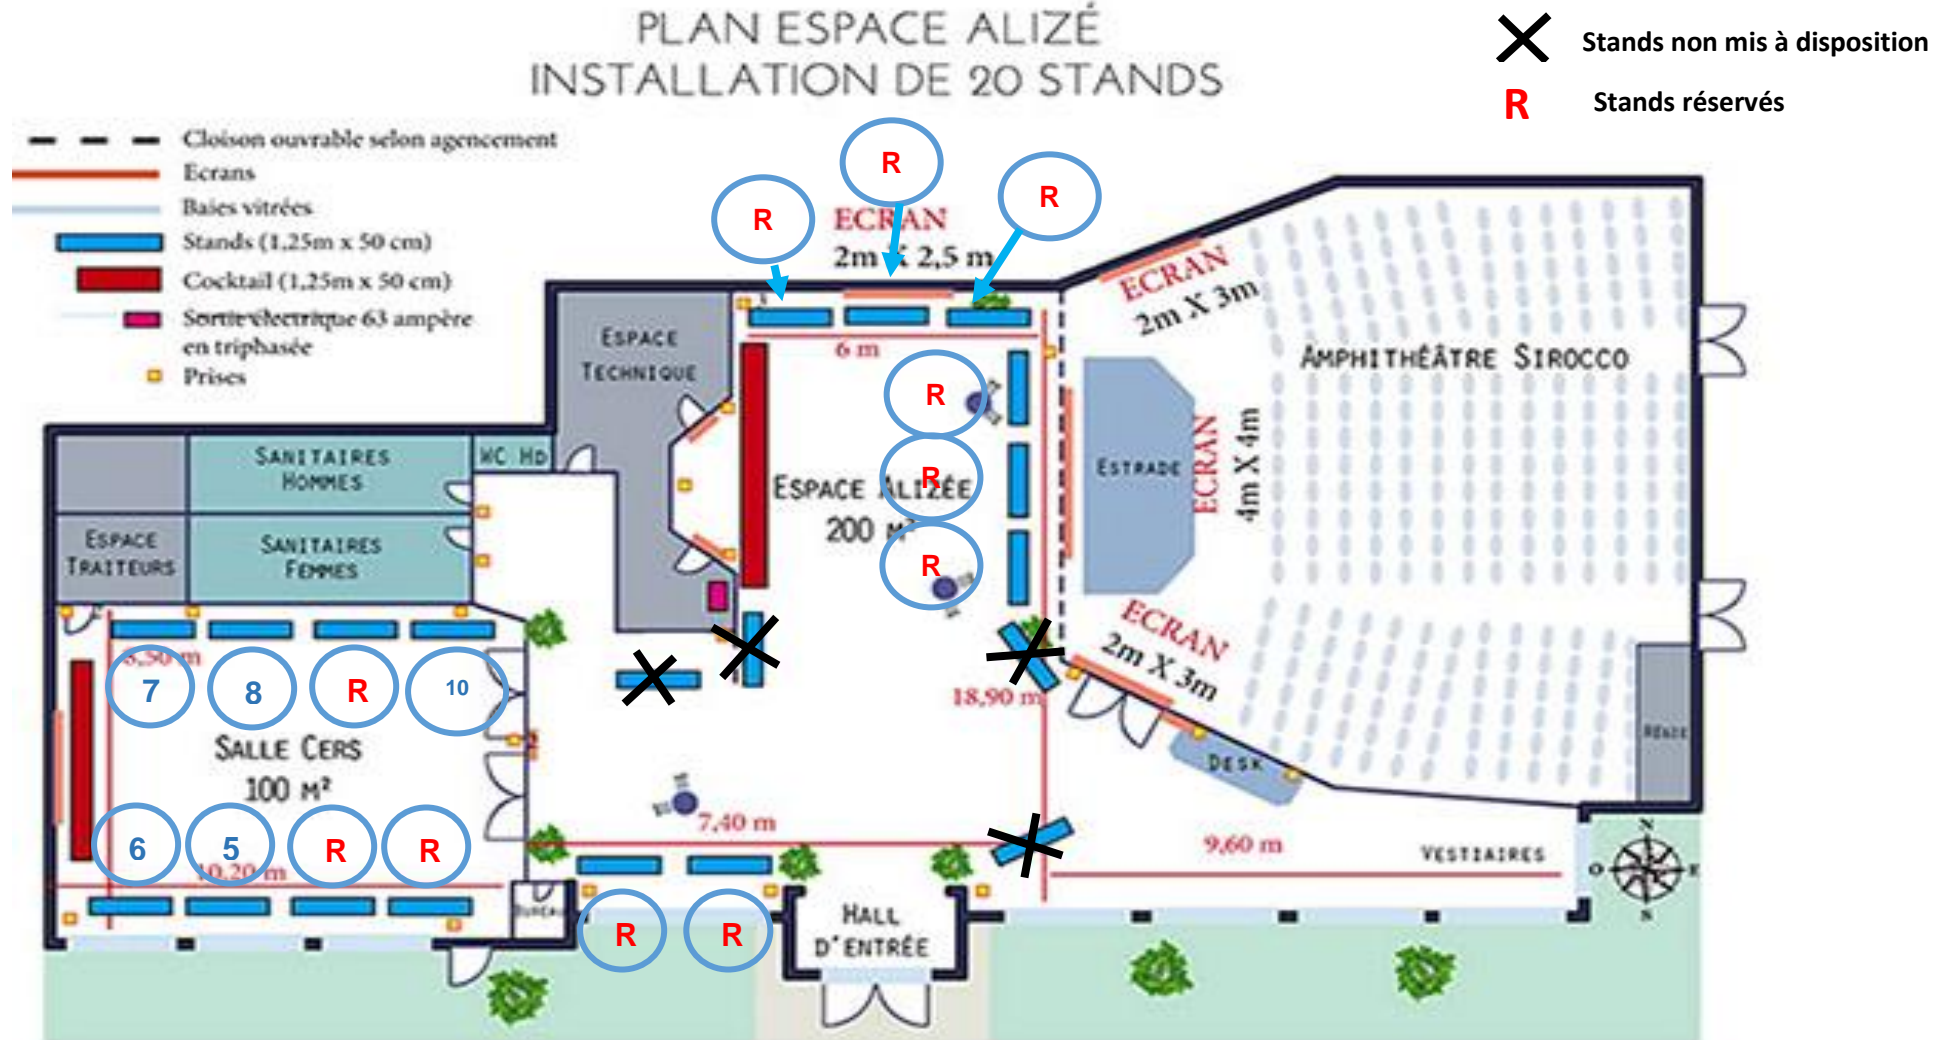 PLAN ESPACE ALIZÉ
INSTALLATION DE 20 STANDS
Stands non mis à disposition
R Stands réservés
Cloison ouvrable selon agencement
Ecrans
Baies vitrées
Stands (1,25m x 50 cm)
Cocktail (1,25m x 50 cm)
Sortie électrique 63 ampère
en triphasée
Prises
R
R
R
ECRAN
2m X 2,5 m
6 m
ESPACE
TECHNIQUE
ECRAN
2m X 3m
AMPHITHÉÂTRE SIROCCO
R
R
R
ESPACE ALIZÉE
200 M²
ESTRADE
ECRAN
4m X 4m
SANITAIRES
HOMMES
WC HD
ESPACE
TRAITEURS
SANITAIRES
FEMMES
ECRAN
2m X 3m
7
8
R
10
18,90 m
SALLE CERS
100 M²
DESK
RÉGIE
6
5
R
R
10,20 m
7,40 m
9,60 m
VESTIAIRES
N
O
E
S
BUREAU
R
R
HALL
D'ENTRÉE